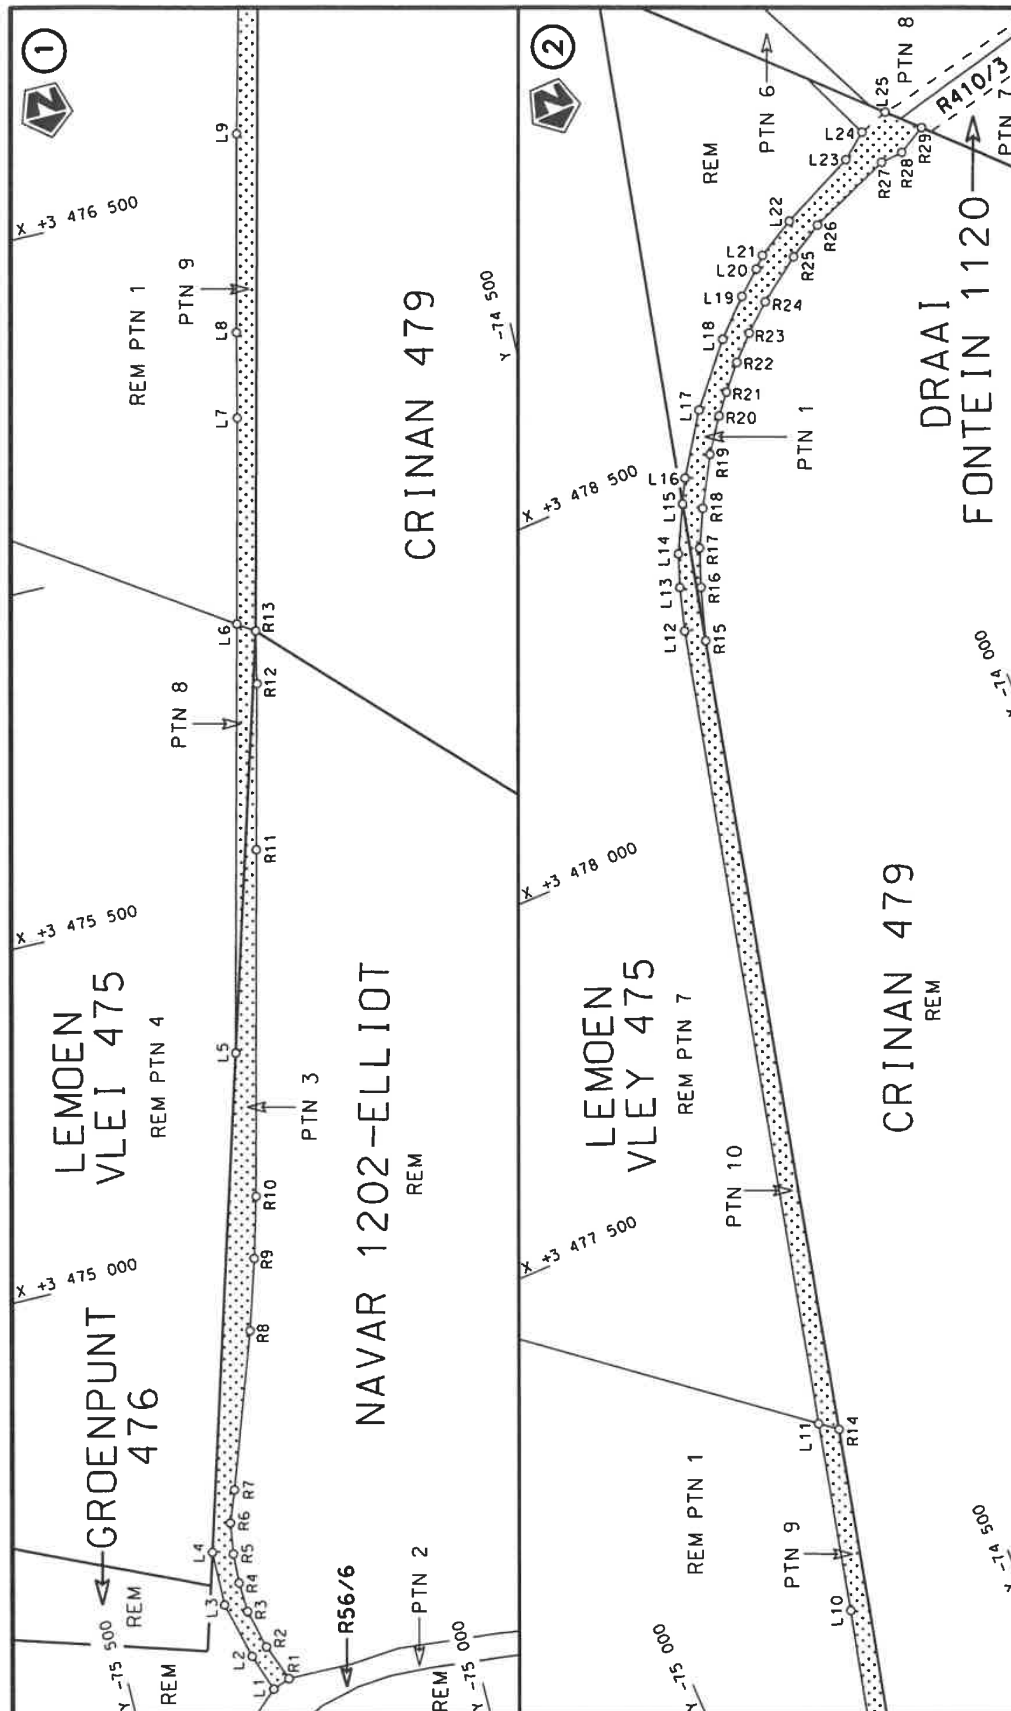 1
N
L9
X +3 476 500
REM PTN 1
PTN 9
L8
L7
Y -74 500
CRINAN 479
L6
R13
R12
PTN 8
R11
X +3 475 500
LEMOEN
VLEI 475
REM PTN 4
L5
PTN 3
NAVAR 1202-ELLIOT
REM
R10
R9
R8
X +3 475 000
GROENPUNT
476
R7
R6
R5
R4
R3
R2
R1
L4
L3
L2
L1
REM
REM
Y -75 500
R56/6
PTN 2
REM
Y -75 000
2
N
PTN 8
L25
R410/3
PTN 7
PTN 6
REM
L24
L23
R29
R28
R27
L22
R26
L21
L20
R25
L19
R24
L18
R23
R22
L17
R21
R20
PTN 1
R19
L16
L15
R18
L14
R17
L13
R16
L12
R15
X +3 478 500
DRAAI
FONTEIN 1120
Y -74 000
X +3 478 000
LEMOEN
VLEY 475
REM PTN 7
CRINAN 479
REM
PTN 10
X +3 477 500
L11
R14
REM PTN 1
PTN 9
L10
Y -75 000
Y -74 500